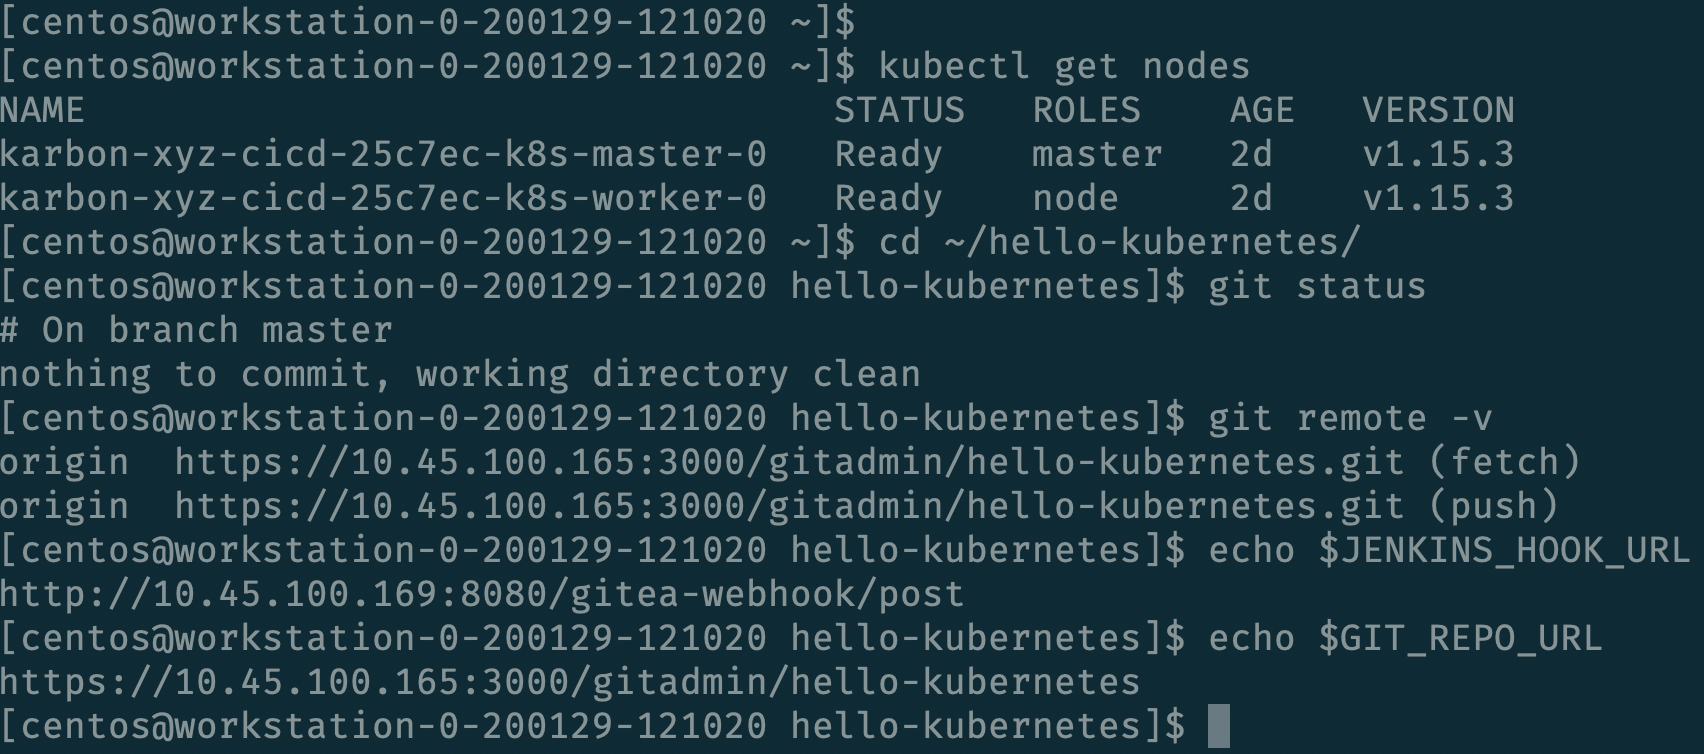 [centos@workstation-0-200129-121020 ~]$
[centos@workstation-0-200129-121020 ~]$ kubectl get nodes
NAME                                   STATUS   ROLES    AGE   VERSION
karbon-xyz-cicd-25c7ec-k8s-master-0   Ready    master   2d    v1.15.3
karbon-xyz-cicd-25c7ec-k8s-worker-0   Ready    node     2d    v1.15.3
[centos@workstation-0-200129-121020 ~]$ cd ~/hello-kubernetes/
[centos@workstation-0-200129-121020 hello-kubernetes]$ git status
# On branch master
nothing to commit, working directory clean
[centos@workstation-0-200129-121020 hello-kubernetes]$ git remote -v
origin  https://10.45.100.165:3000/gitadmin/hello-kubernetes.git (fetch)
origin  https://10.45.100.165:3000/gitadmin/hello-kubernetes.git (push)
[centos@workstation-0-200129-121020 hello-kubernetes]$ echo $JENKINS_HOOK_URL
http://10.45.100.169:8080/gitea-webhook/post
[centos@workstation-0-200129-121020 hello-kubernetes]$ echo $GIT_REPO_URL
https://10.45.100.165:3000/gitadmin/hello-kubernetes
[centos@workstation-0-200129-121020 hello-kubernetes]$